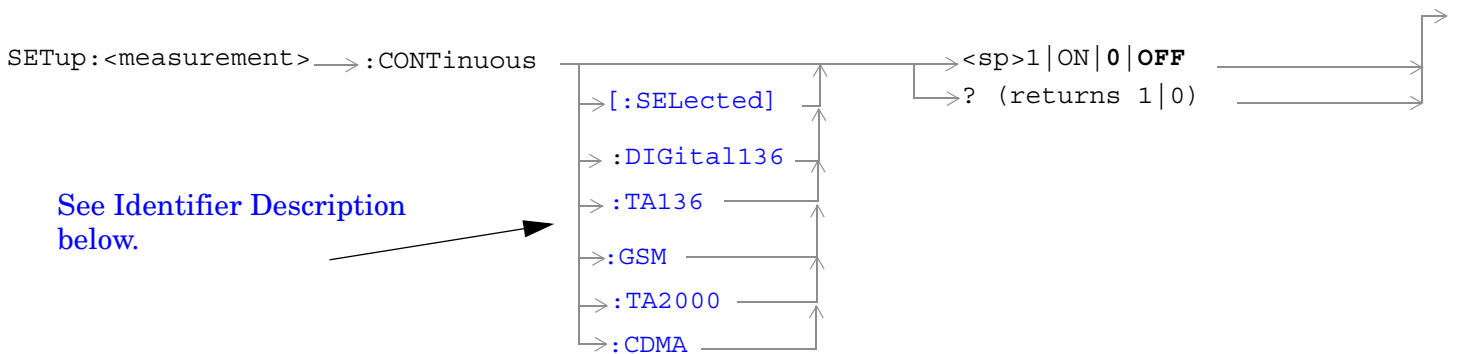 SETup:<measurement> :CONTinuous <sp>1|ON|0|OFF
[:SELected] ? (returns 1|0)
:DIGital136
:TA136
See Identifier Description
below.
:GSM
:TA2000
:CDMA